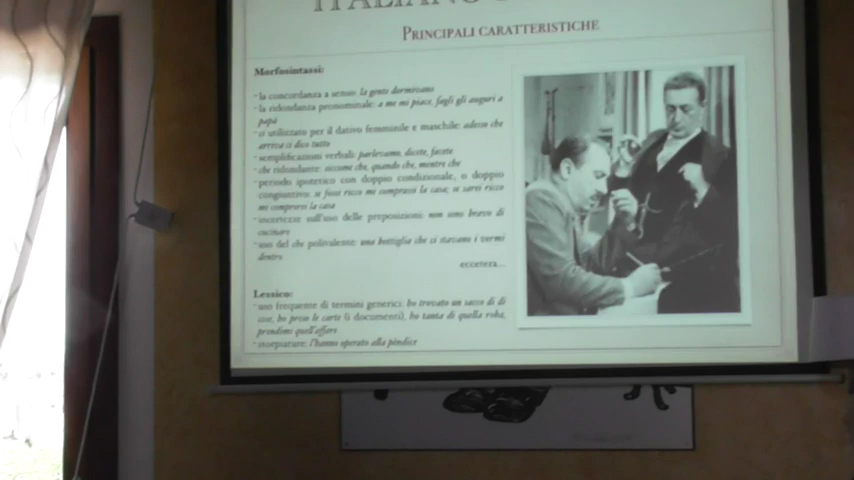 ITALIANO
PRINCIPALI CARATTERISTICHE
Morfosintassi:
-la concordanza a senso: la gente dormivano
-la ridondanza pronominale: a me mi piace, fagli gli auguri a
papà
-ci utilizzato per il dativo femminile e maschile: adesso che
arriva ci dico tutto
-semplificazioni verbali: parlevamo, dicete, facete
-che ridondante: siccome che, quando che, mentre che
-periodo ipotetico con doppio condizionale, o doppio
congiuntivo: se fossi ricco mi comprassi la casa; se sarei ricco
mi comprerei la casa
-incertezze sull'uso delle preposizioni: non sono bravo di
cucinare
-uso del che polivalente: una bottiglia che ci stavano i vermi
dentro
eccetera...
Lessico:
-uso frequente di termini generici: ho trovato un sacco di di
cose, ho preso le carte (i documenti), ho tanta di quella roba,
prendimi quell'affare
-storpiature: l'hanno operato alla pèndice